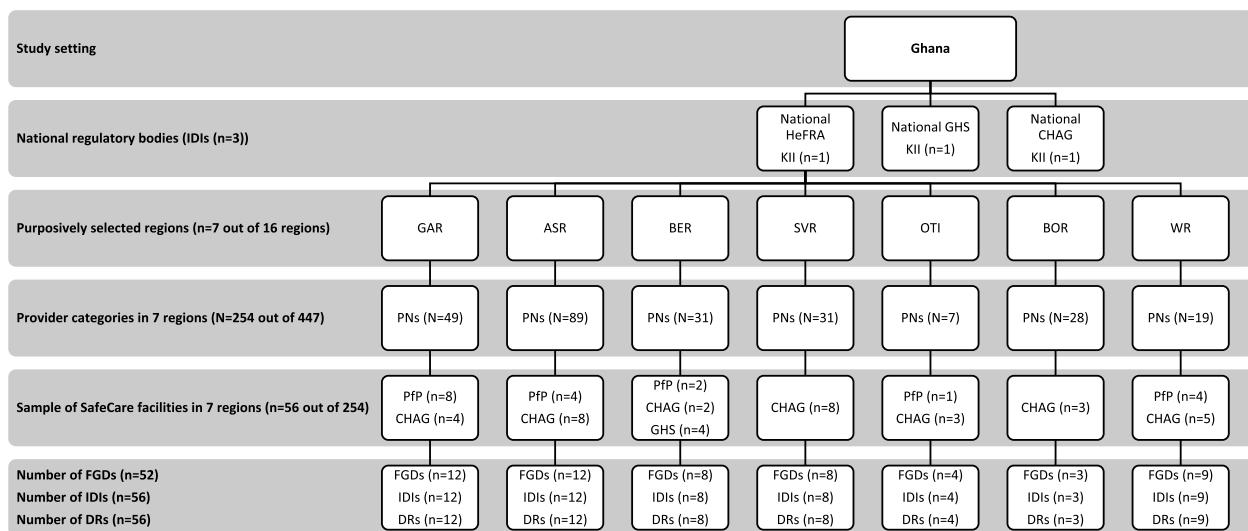 Study setting
Ghana
National regulatory bodies (IDIs (n=3))
National
HeFRA
KII (n=1)
National GHS
KII (n=1)
National
CHAG
KII (n=1)
Purposively selected regions (n=7 out of 16 regions)
GAR
ASR
BER
SVR
OTI
BOR
WR
Provider categories in 7 regions (N=254 out of 447)
PNs (N=49)
PNs (N=89)
PNs (N=31)
PNs (N=31)
PNs (N=7)
PNs (N=28)
PNs (N=19)
Sample of SafeCare facilities in 7 regions (n=56 out of 254)
PfP (n=8)
CHAG (n=4)
PfP (n=4)
CHAG (n=8)
PfP (n=2)
CHAG (n=2)
GHS (n=4)
CHAG (n=8)
PfP (n=1)
CHAG (n=3)
CHAG (n=3)
PfP (n=4)
CHAG (n=5)
Number of FGDs (n=52)
Number of IDIs (n=56)
Number of DRs (n=56)
FGDs (n=12)
IDIs (n=12)
DRs (n=12)
FGDs (n=12)
IDIs (n=12)
DRs (n=12)
FGDs (n=8)
IDIs (n=8)
DRs (n=8)
FGDs (n=8)
IDIs (n=8)
DRs (n=8)
FGDs (n=4)
IDIs (n=4)
DRs (n=4)
FGDs (n=3)
IDIs (n=3)
DRs (n=3)
FGDs (n=9)
IDIs (n=9)
DRs (n=9)